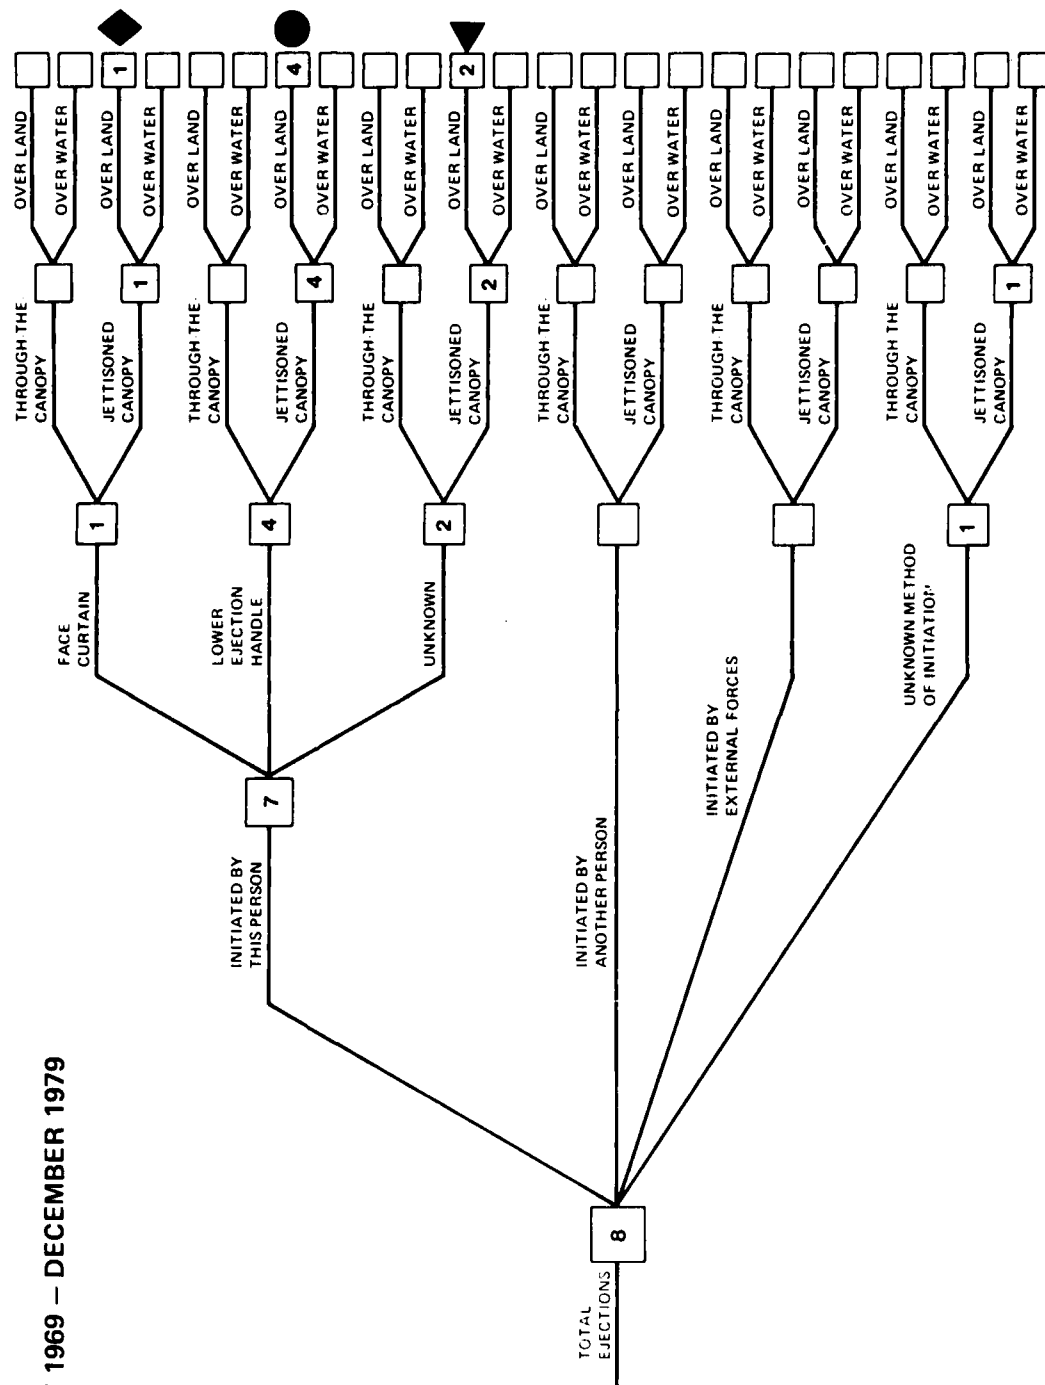 1969 – DECEMBER 1979
TOTAL
EJECTIONS
8
INITIATED BY
THIS PERSON
7
INITIATED BY
ANOTHER PERSON
INITIATED BY
EXTERNAL FORCES
UNKNOWN METHOD
OF INITIATION
FACE
CURTAIN
1
LOWER
EJECTION
HANDLE
4
UNKNOWN
2
1
THROUGH-THE-
CANOPY
JETTISONED
CANOPY
1
THROUGH-THE-
CANOPY
JETTISONED
CANOPY
4
THROUGH-THE
CANOPY
JETTISONED
CANOPY
2
THROUGH-THE-
CANOPY
JETTISONED
CANOPY
THROUGH-THE-
CANOPY
JETTISONED
CANOPY
THROUGH-THE
CANOPY
JETTISONED
CANOPY
1
OVER LAND
OVER WATER
OVER LAND
1
OVER WATER
OVER LAND
OVER WATER
OVER LAND
4
OVER WATER
OVER LAND
OVER WATER
OVER LAND
2
OVER WATER
OVER LAND
OVER WATER
OVER LAND
OVER WATER
OVER LAND
OVER WATER
OVER LAND
OVER WATER
OVER LAND
OVER WATER
OVER LAND
OVER WATER